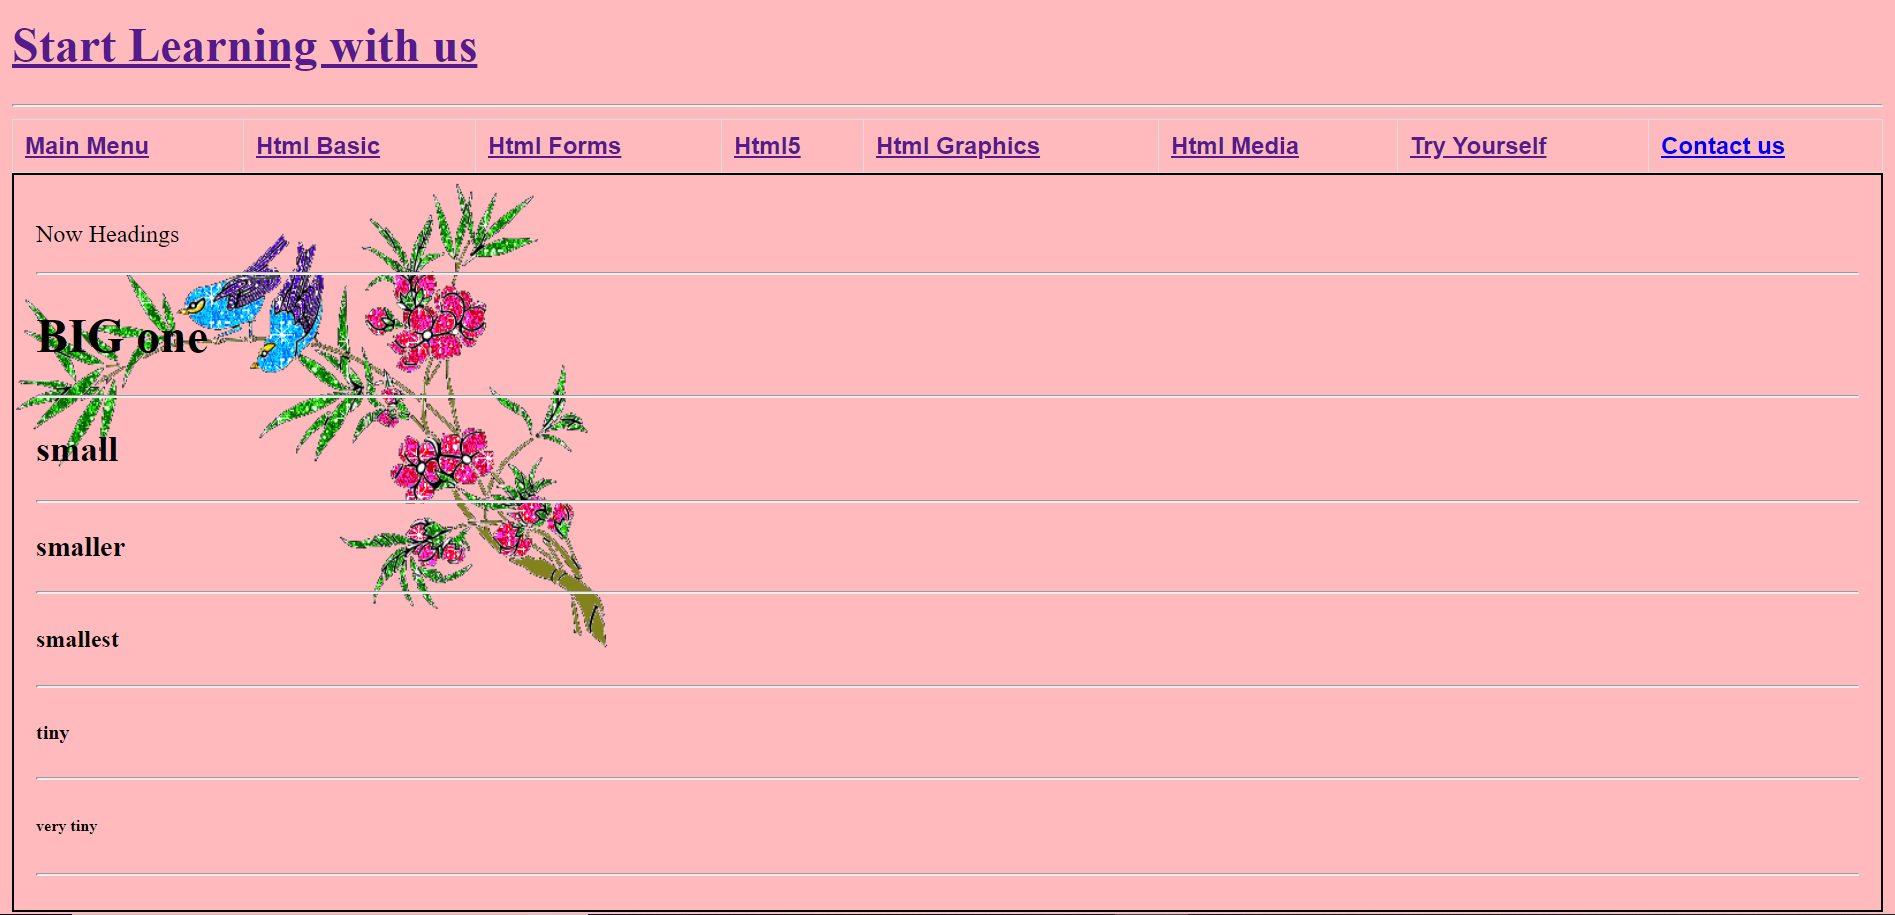 Start Learning with us
Main Menu Html Basic Html Forms Html5 Html Graphics Html Media Try Yourself Contact us
Now Headings
BIG one
small
smaller
smallest
tiny
very tiny